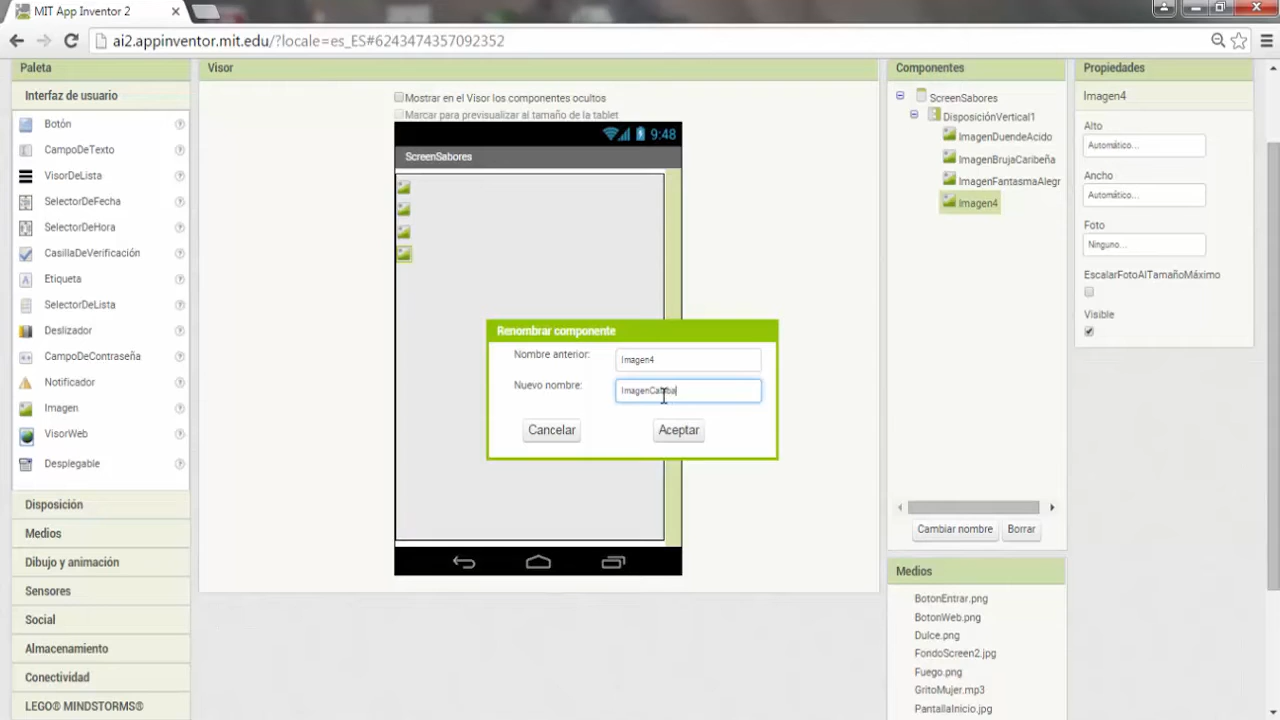 MIT App Inventor 2
ai2.appinventor.mit.edu/?locale=es_ES#6243474357092352
Paleta
Interfaz de usuario
Botón
CampoDeTexto
VisorDeLista
SelectorDeFecha
SelectorDeHora
CasillaDeVerificación
Etiqueta
SelectorDeLista
Deslizador
CampoDeContraseña
Notificador
Imagen
VisorWeb
Desplegable
Disposición
Medios
Dibujo y animación
Sensores
Social
Almacenamiento
Conectividad
LEGO® MINDSTORMS®
Visor
Mostrar en el Visor los componentes ocultos
Marcar para previsualizar al tamaño de la tablet
9:48
ScreenSabores
Renombrar componente
Nombre anterior:
Imagen4
Nuevo nombre:
Cancelar
Aceptar
Componentes
ScreenSabores
DisposiciónVertical1
ImagenDuendeAcido
ImagenBrujaCaribeña
ImagenFantasmaAlegr
Imagen4
Cambiar nombre
Borrar
Medios
BotonEntrar.png
BotonWeb.png
Dulce.png
FondoScreen2.jpg
Fuego.png
GritoMujer.mp3
PantallaInicio.jpg
Propiedades
Imagen4
Alto
Automático...
Ancho
Automático...
Foto
Ninguno...
EscalarFotoAlTamañoMáximo
Visible